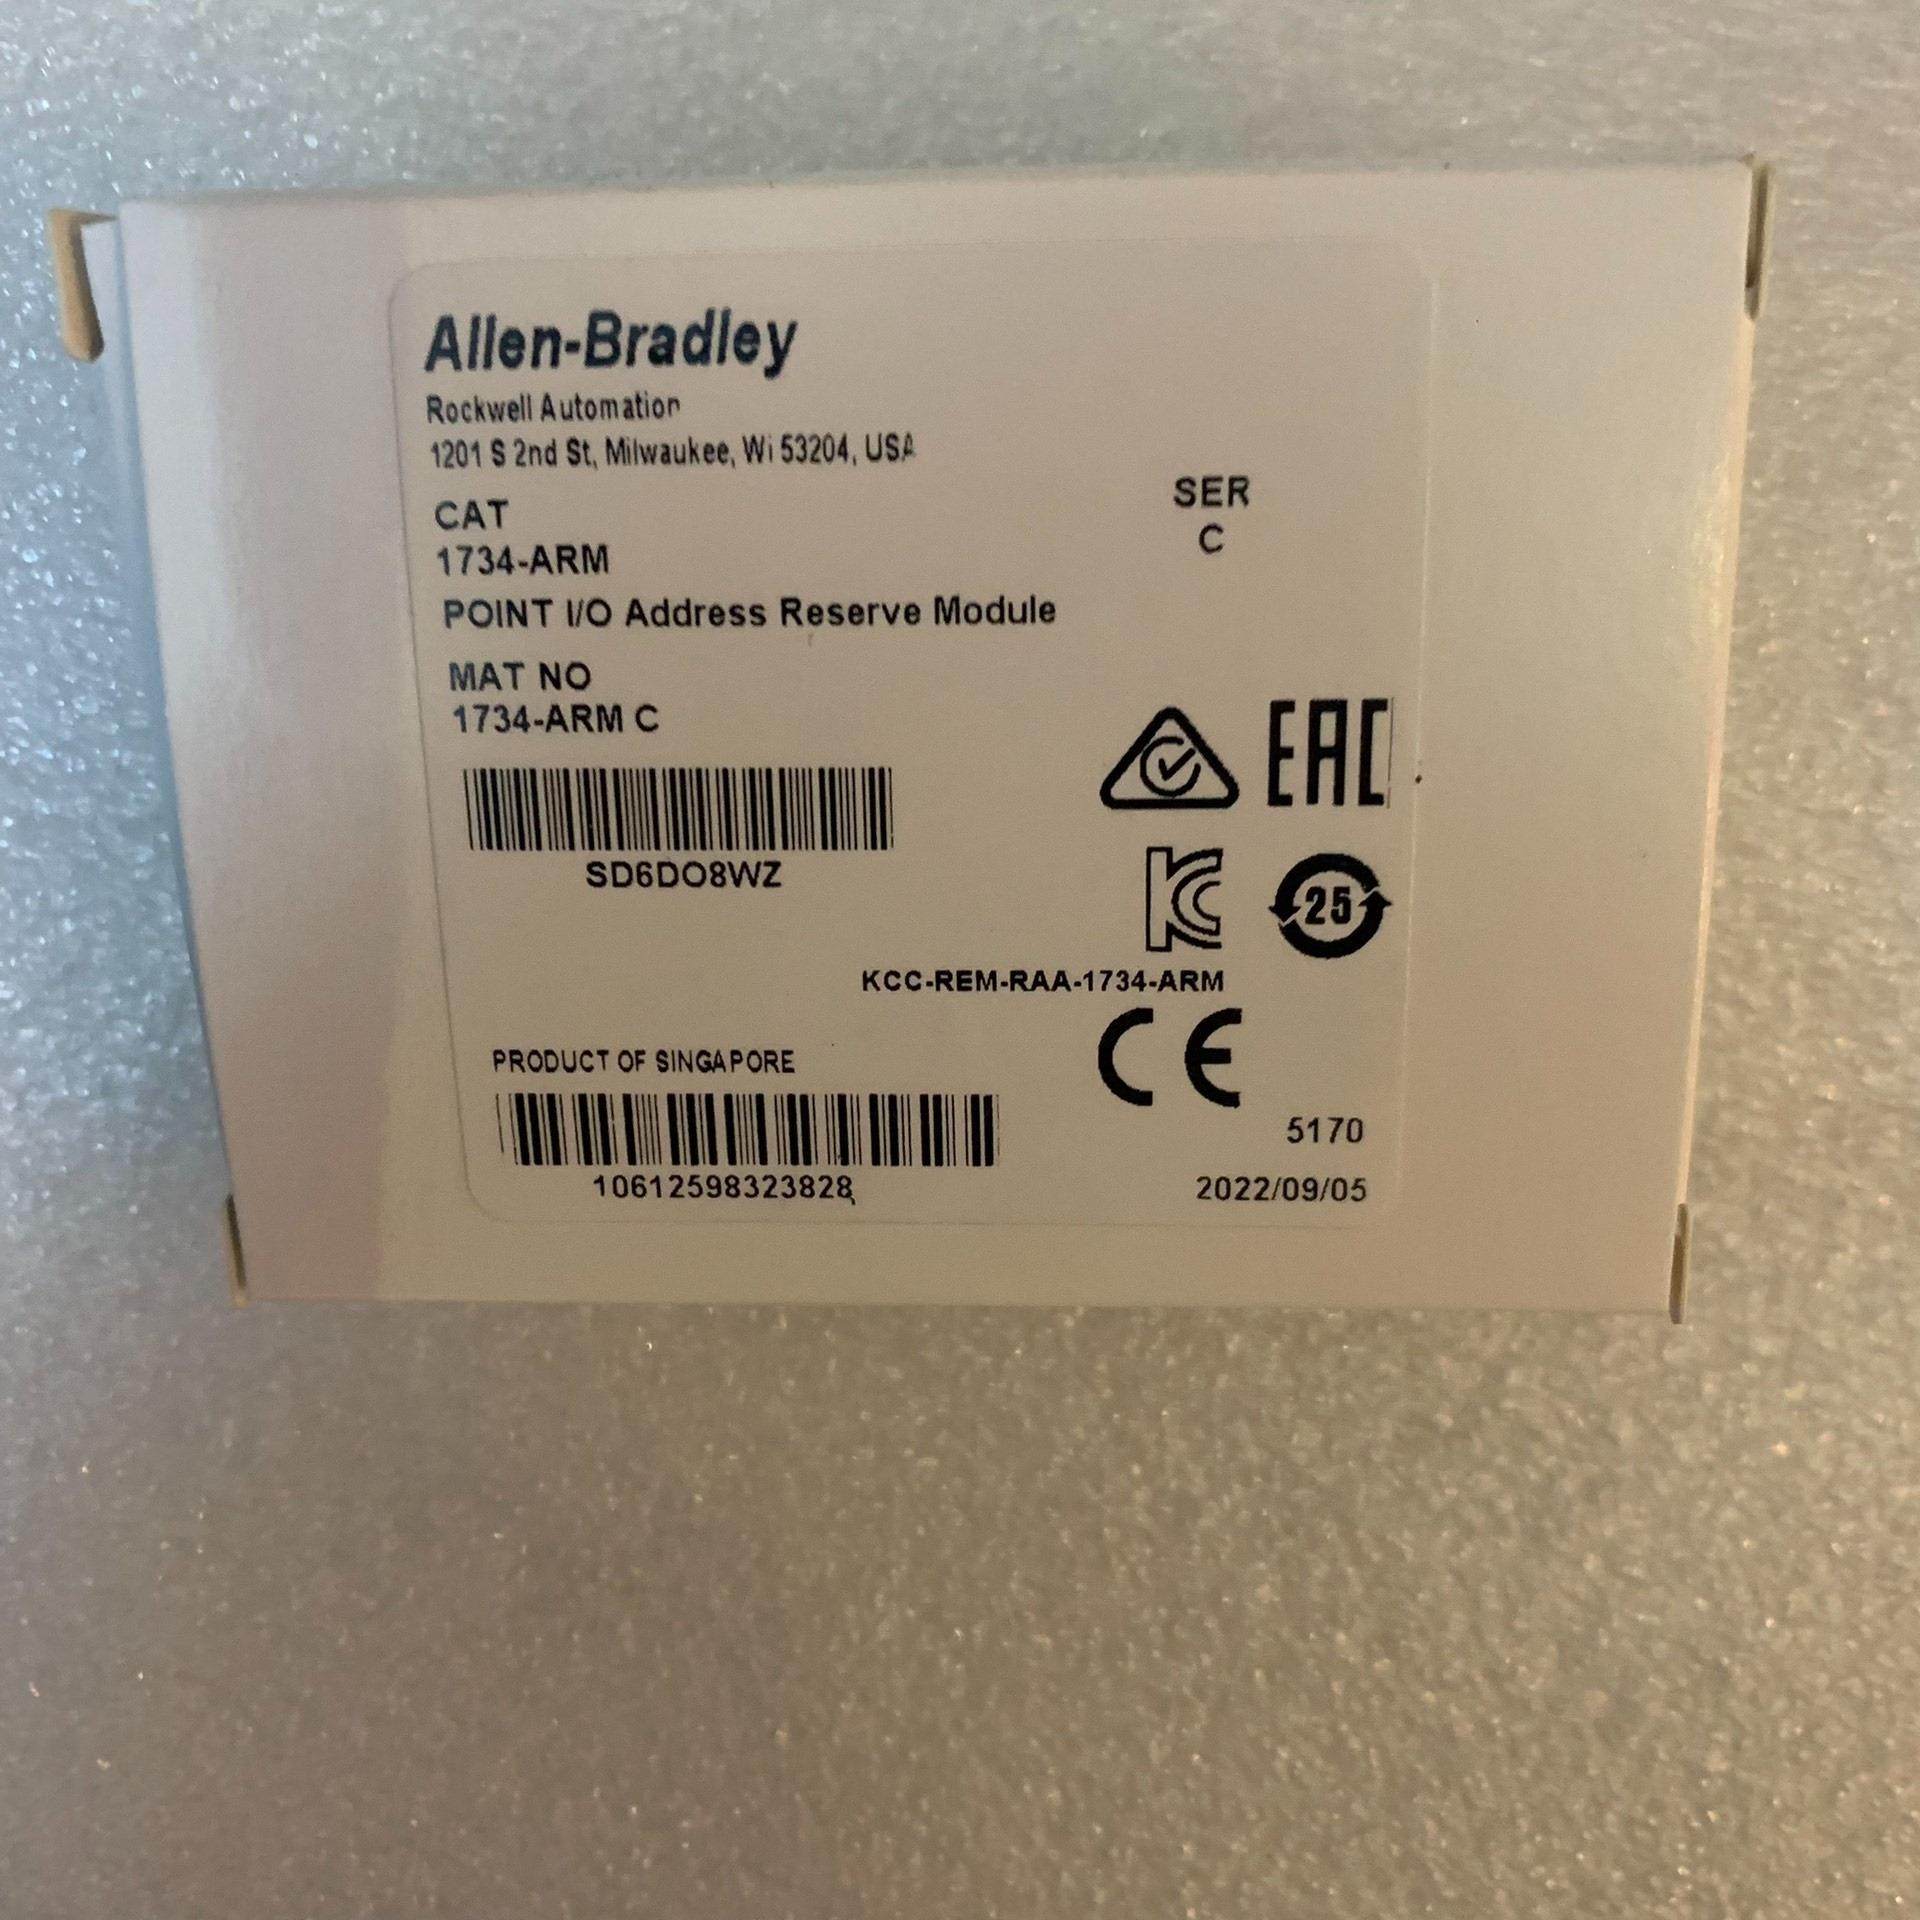 Allen-Bradley
Rockwell Automation
1201 S 2nd St, Milwaukee, Wi 53204, USA
CAT
1734-ARM
SER
C
POINT I/O Address Reserve Module
MAT NO
1734-ARM C
SD6DO8WZ
EAC
KC
25
KCC-REM-RAA-1734-ARM
CE
PRODUCT OF SINGAPORE
10612598323828
5170
2022/09/05